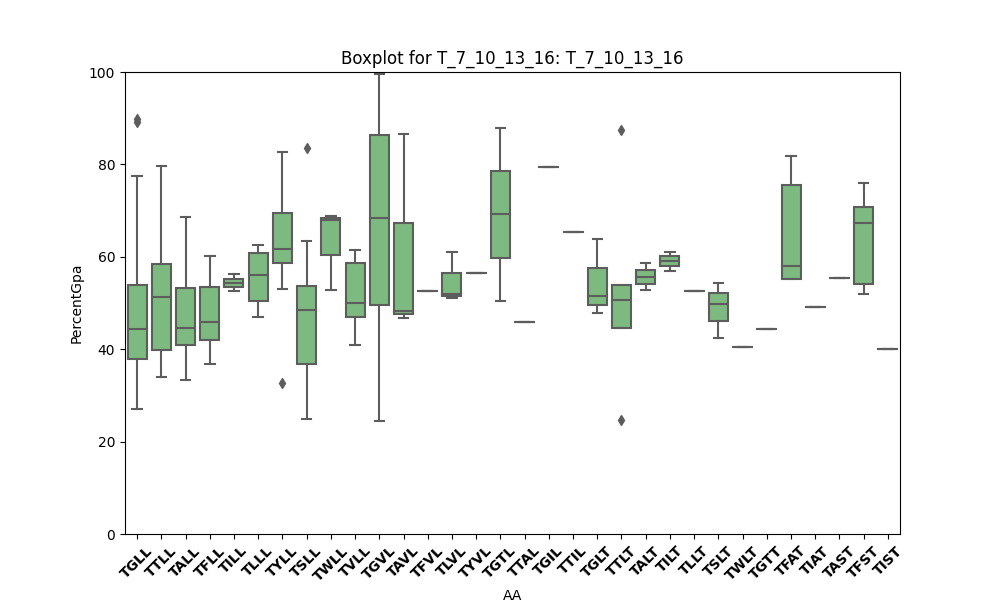 Boxplot for T_7_10_13_16: T_7_10_13_16
100
80
60
40
20
0
PercentGpa
TGLL TTLL TALL TFLL TILL TLLL TYLL TSLL TWLL TVLL TGVL TAVL TFVL TLVL TYVL TGTL TTAL TGIL TTIL TGLT TTLT TALT TILT TLLT TSLT TWLT TGTT TFAT TIAT TAST TFST TIST
AA